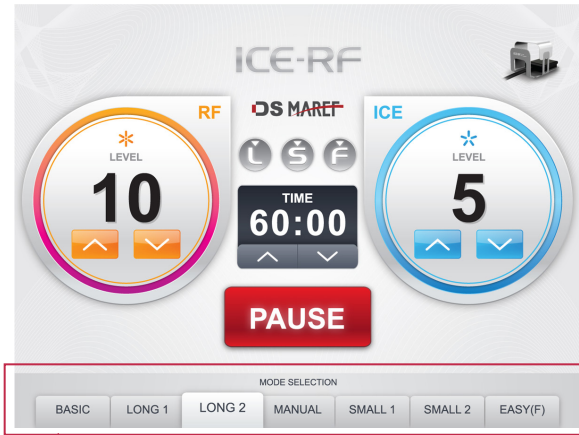 ICE-RF
RF
DS MAREF
ICE
LEVEL
10
Ľ Š F̌
TIME
60:00
LEVEL
5
PAUSE
MODE SELECTION
BASIC LONG 1 LONG 2 MANUAL SMALL 1 SMALL 2 EASY(F)